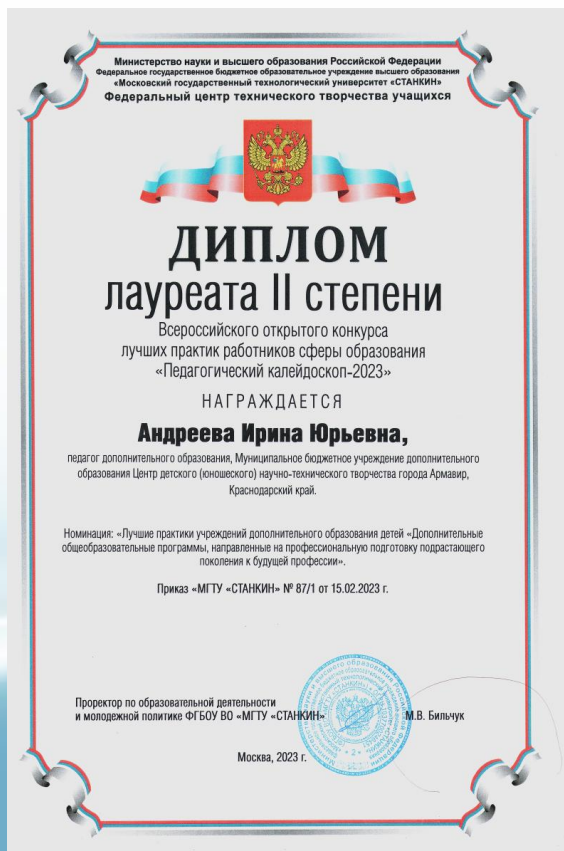 Министерство науки и высшего образования Российской Федерации
Федеральное государственное бюджетное образовательное учреждение высшего образования
«Московский государственный технологический университет «СТАНКИН»
Федеральный центр технического творчества учащихся
ДИПЛОМ
лауреата II степени
Всероссийского открытого конкурса
лучших практик работников сферы образования
«Педагогический калейдоскоп-2023»
НАГРАЖДАЕТСЯ
Андреева Ирина Юрьевна,
педагог дополнительного образования, Муниципальное бюджетное учреждение дополнительного
образования Центр детского (юношеского) научно-технического творчества города Армавир,
Краснодарский край.
Номинация: «Лучшие практики учреждений дополнительного образования детей «Дополнительные
общеобразовательные программы, направленные на профессиональную подготовку подрастающего
поколения к будущей профессии».
Приказ «МГТУ «СТАНКИН» № 87/1 от 15.02.2023 г.
Проректор по образовательной деятельности
и молодежной политике ФГБОУ ВО «МГТУ «СТАНКИН»
М.В. Бильчук
Москва, 2023 г.